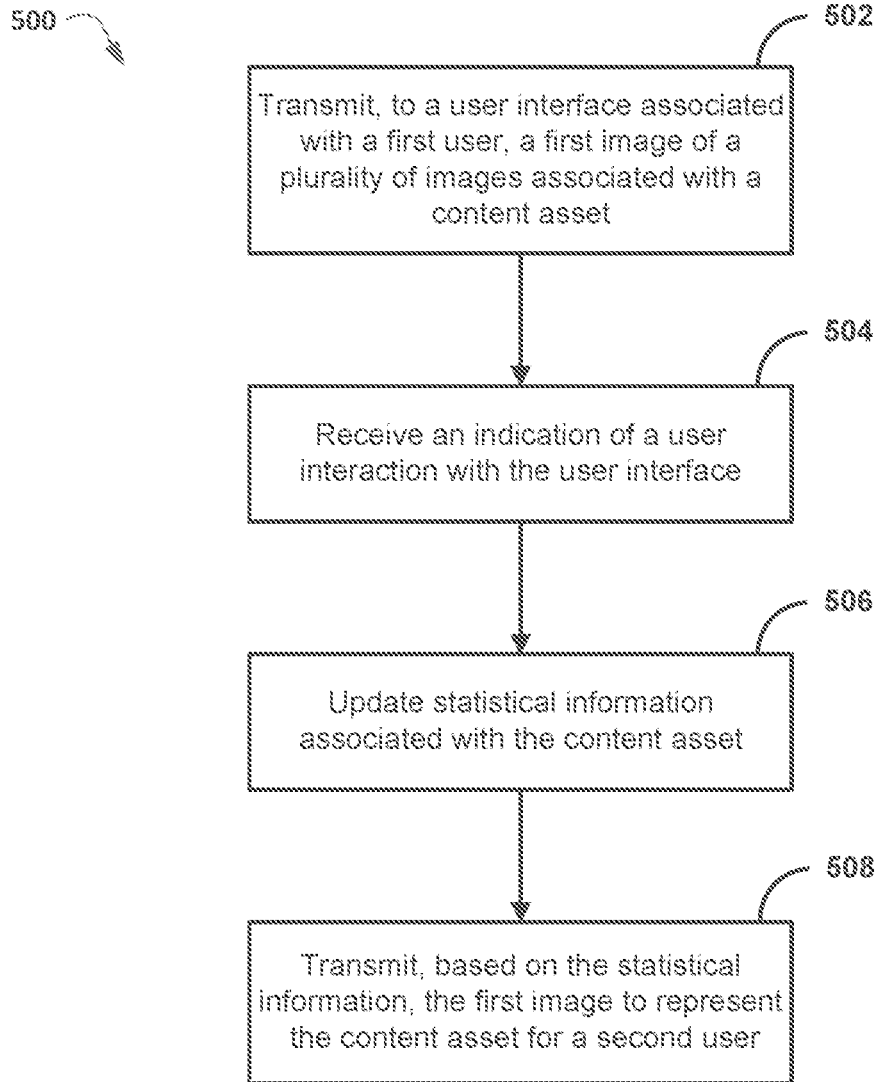 500
502
Transmit, to a user interface associated
with a first user, a first image of a
plurality of images associated with a
content asset
504
Receive an indication of a user
interaction with the user interface
506
Update statistical information
associated with the content asset
508
Transmit, based on the statistical
information, the first image to represent
the content asset for a second user